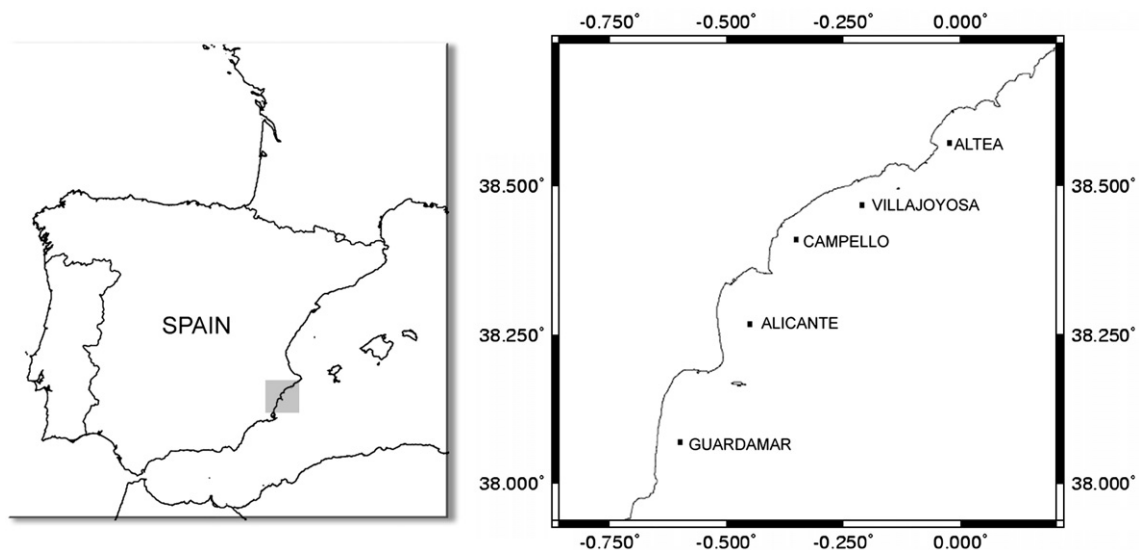 -0.750° -0.500° -0.250° 0.000°
ALTEA
38.500° 38.500°
VILLAJOYOSA
CAMPELLO
SPAIN
ALICANTE
38.250° 38.250°
GUARDAMAR
38.000° 38.000°
-0.750° -0.500° -0.250° 0.000°